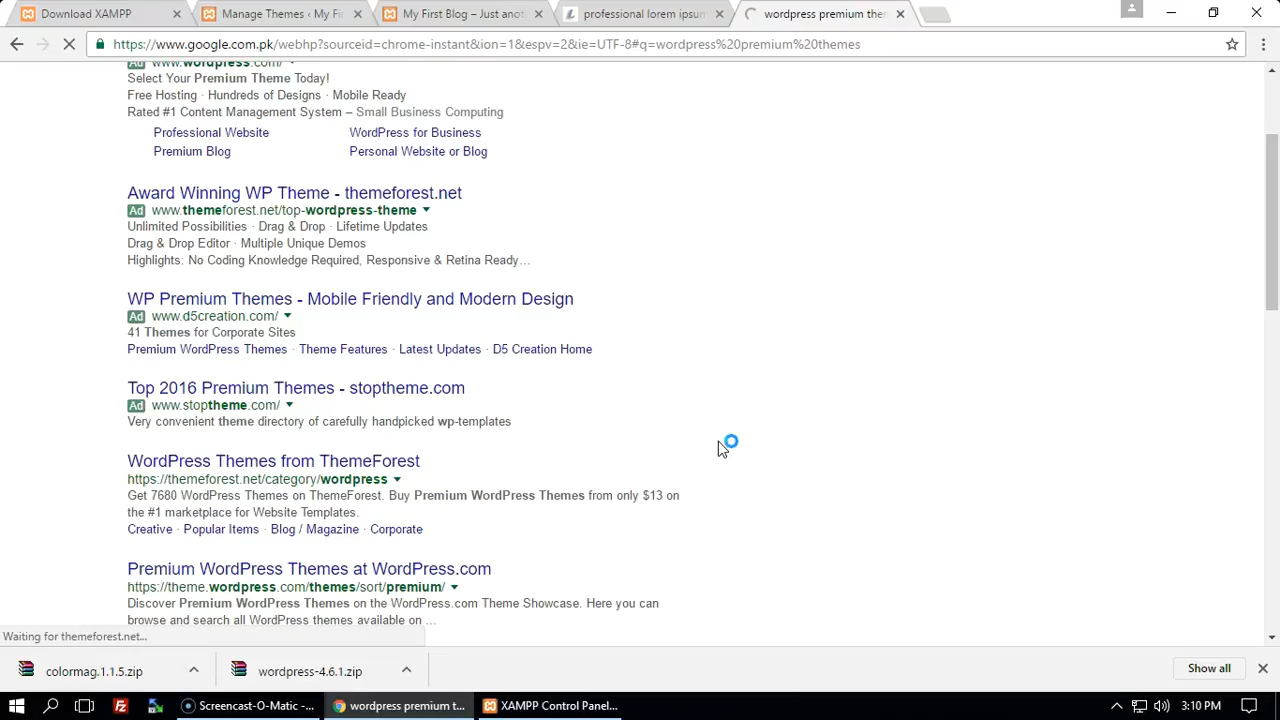 Download XAMPP
Manage Themes ‹ My Fi
My First Blog – Just anot
professional lorem ipsum
wordpress premium the
https://www.google.com.pk/webhp?sourceid=chrome-instant&ion=1&espv=2&ie=UTF-8#q=wordpress%20premium%20themes
Ad www.wordpress.com/
Select Your Premium Theme Today!
Free Hosting · Hundreds of Designs · Mobile Ready
Rated #1 Content Management System – Small Business Computing
Professional Website
WordPress for Business
Premium Blog
Personal Website or Blog
Award Winning WP Theme - themeforest.net
Ad www.themeforest.net/top-wordpress-theme
Unlimited Possibilities · Drag & Drop · Lifetime Updates
Drag & Drop Editor · Multiple Unique Demos
Highlights: No Coding Knowledge Required, Responsive & Retina Ready…
WP Premium Themes - Mobile Friendly and Modern Design
Ad www.d5creation.com/
41 Themes for Corporate Sites
Premium WordPress Themes · Theme Features · Latest Updates · D5 Creation Home
Top 2016 Premium Themes - stoptheme.com
Ad www.stoptheme.com/
Very convenient theme directory of carefully handpicked wp-templates
WordPress Themes from ThemeForest
https://themeforest.net/category/wordpress
Get 7680 WordPress Themes on ThemeForest. Buy Premium WordPress Themes from only $13 on
the #1 marketplace for Website Templates.
Creative · Popular Items · Blog / Magazine · Corporate
Premium WordPress Themes at WordPress.com
https://theme.wordpress.com/themes/sort/premium/
Discover Premium WordPress Themes on the WordPress.com Theme Showcase. Here you can
browse and search all WordPress themes available on ...
Waiting for themeforest.net...
colormag.1.1.5.zip
wordpress-4.6.1.zip
Show all
Screencast-O-Matic -...
wordpress premium t...
XAMPP Control Panel...
3:10 PM